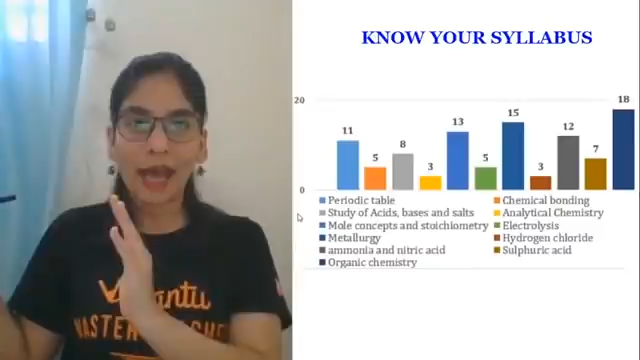 KNOW YOUR SYLLABUS
20
18
15
13
12
11
8
7
5
5
3
3
0
Periodic table
Chemical bonding
Study of Acids, bases and salts
Analytical Chemistry
Mole concepts and stoichiometry
Electrolysis
Metallurgy
Hydrogen chloride
ammonia and nitric acid
Sulphuric acid
Organic chemistry